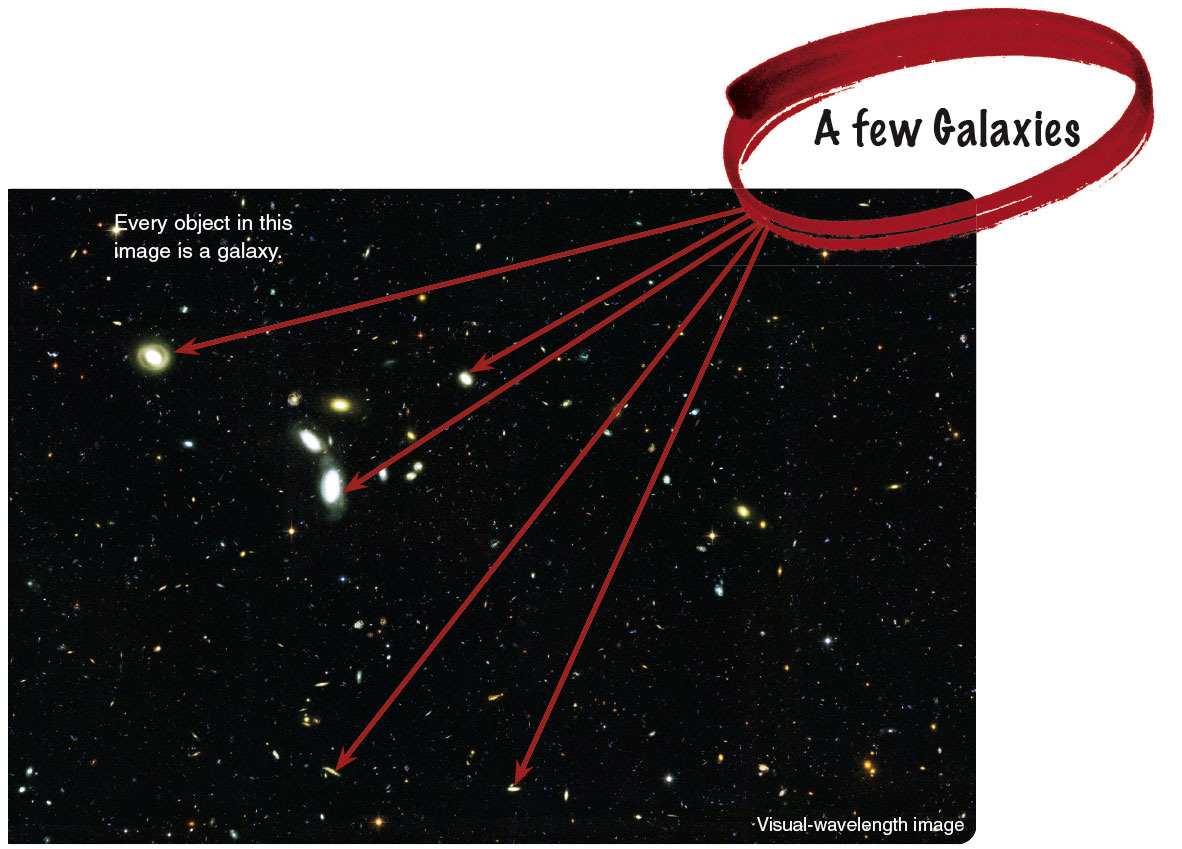 A few Galaxies
Every object in this
image is a galaxy.
Visual-wavelength image